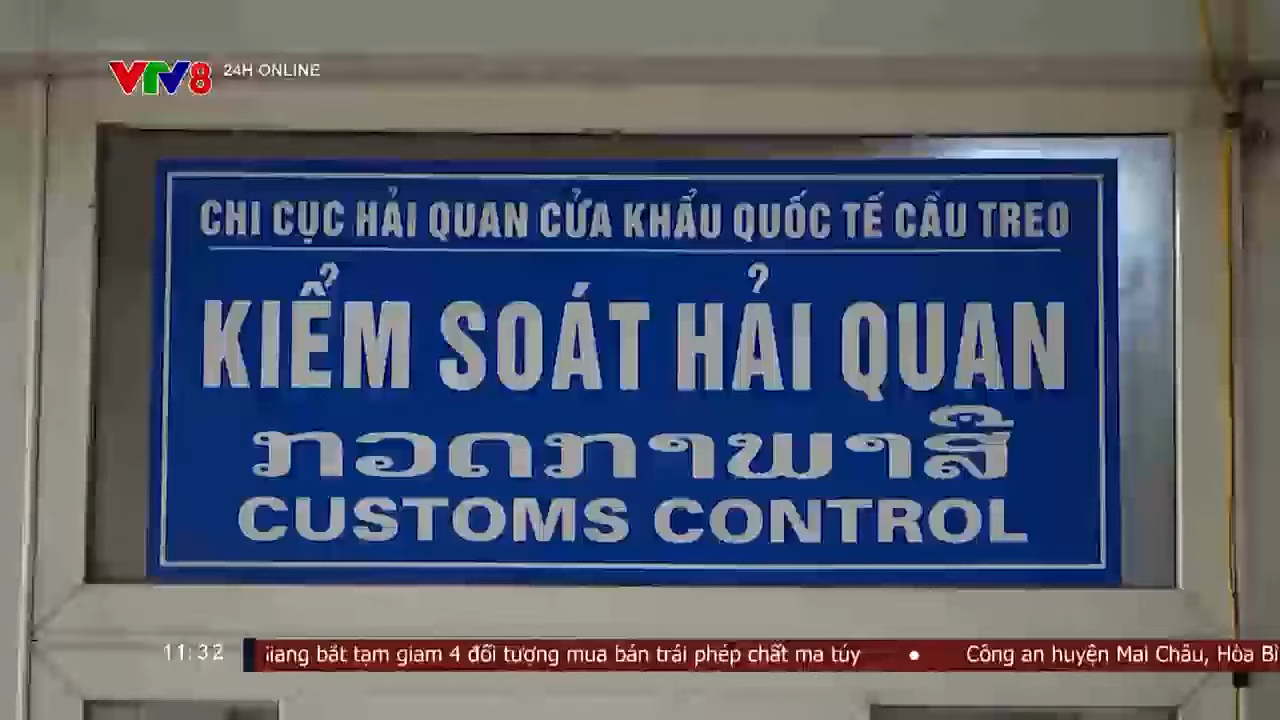 VTV8 24H ONLINE
CHI CỤC HẢI QUAN CỬA KHẨU QUỐC TẾ CẦU TREO
KIỂM SOÁT HẢI QUAN
ກວດກາພາສີ
CUSTOMS CONTROL
11:32 iang bắt tạm giam 4 đối tượng mua bán trái phép chất ma túy • Công an huyện Mai Châu, Hòa Bì